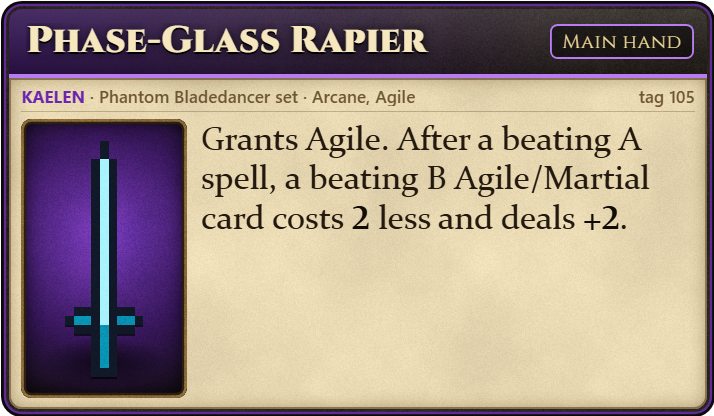 Phase-Glass Rapier
Main hand
KAELEN · Phantom Bladedancer set · Arcane, Agile
tag 105
Grants Agile. After a beating A
spell, a beating B Agile/Martial
card costs 2 less and deals +2.